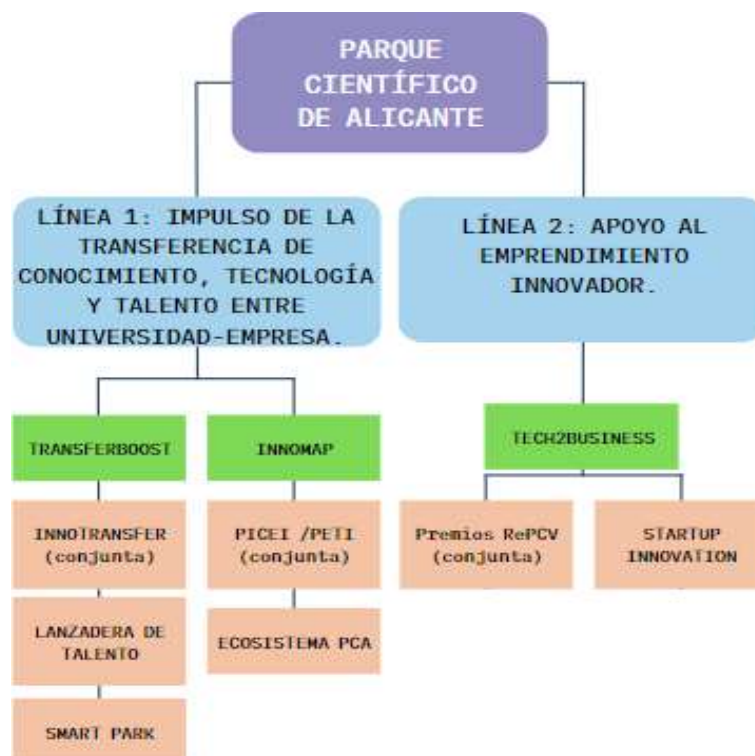 PARQUE
CIENTÍFICO
DE ALICANTE
LÍNEA 1: IMPULSO DE LA
TRANSFERENCIA DE
CONOCIMIENTO, TECNOLOGÍA
Y TALENTO ENTRE
UNIVERSIDAD-EMPRESA.
LÍNEA 2: APOYO AL
EMPRENDIMIENTO
INNOVADOR.
TRANSFERBOOST
INNOMAP
TECH2BUSINESS
INNOTRANSFER
(conjunta)
PICEI /PETI
(conjunta)
Premios RePCV
(conjunta)
STARTUP
INNOVATION
LANZADERA DE
TALENTO
ECOSISTEMA PCA
SMART PARK